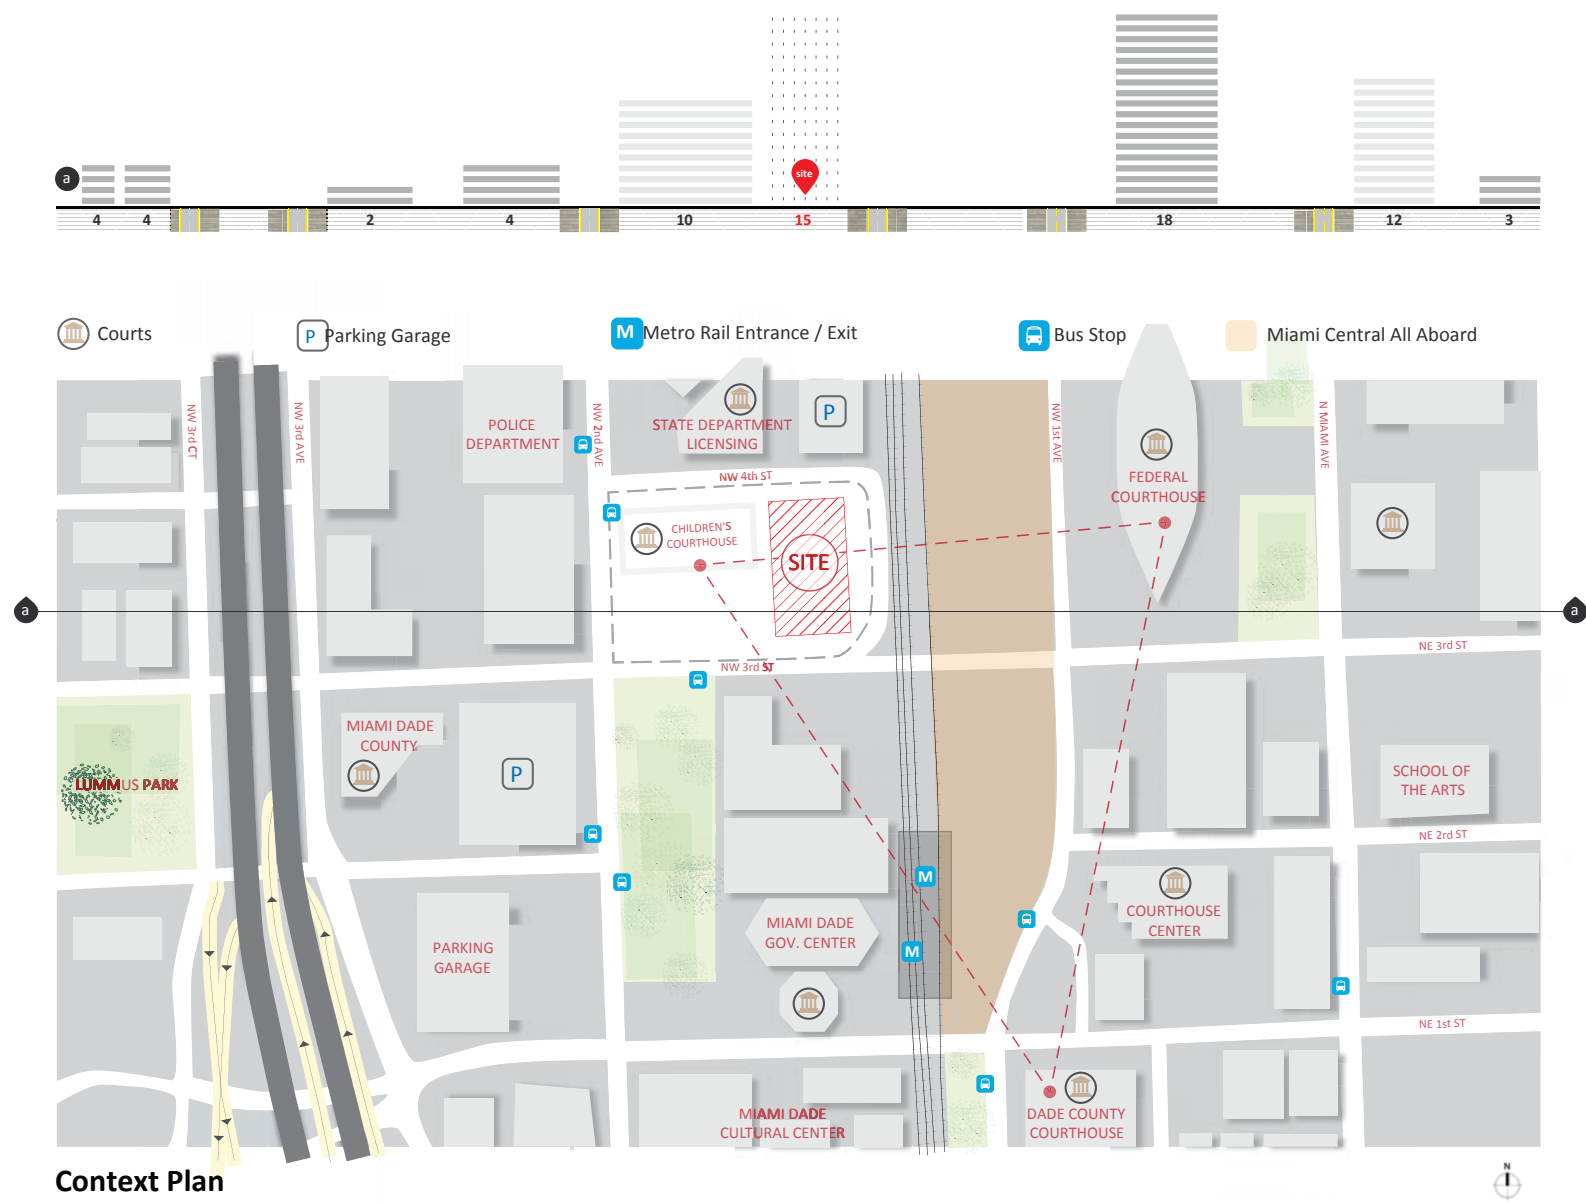 a
site
4
4
2
4
10
15
18
12
3
Courts
P
Parking Garage
M
Metro Rail Entrance / Exit
Bus Stop
Miami Central All Aboard
NW 3rd CT
NW 3rd AVE
POLICE
DEPARTMENT
NW 2nd AVE
STATE DEPARTMENT
LICENSING
P
NW 1st AVE
FEDERAL
COURTHOUSE
N MIAMI AVE
NW 4th ST
CHILDREN'S
COURTHOUSE
SITE
a
a
NW 3rd ST
NE 3rd ST
MIAMI DADE
COUNTY
P
LUMMUS PARK
SCHOOL OF
THE ARTS
NE 2nd ST
M
COURTHOUSE
CENTER
MIAMI DADE
GOV. CENTER
M
PARKING
GARAGE
NE 1st ST
MIAMI DADE
CULTURAL CENTER
DADE COUNTY
COURTHOUSE
Context Plan
N